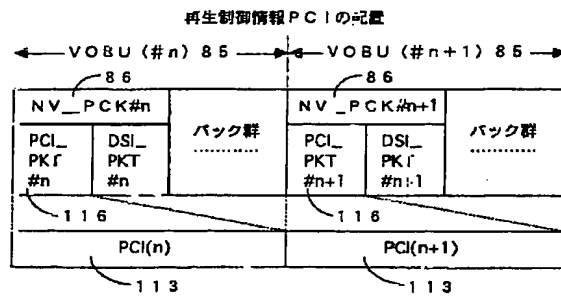 再生制御情報PCIの配置
VOBU(#n)85
VOBU(#n+1)85
86
86
NV_PCK#n
パック群
NV_PCK#n+1
パック群
PCI_
PKT
#n
DSI_
PKT
#n
PCI_
PKT
#n+1
DSI_
PKT
#n+1
116
116
PCI(n)
PCI(n+1)
113
113